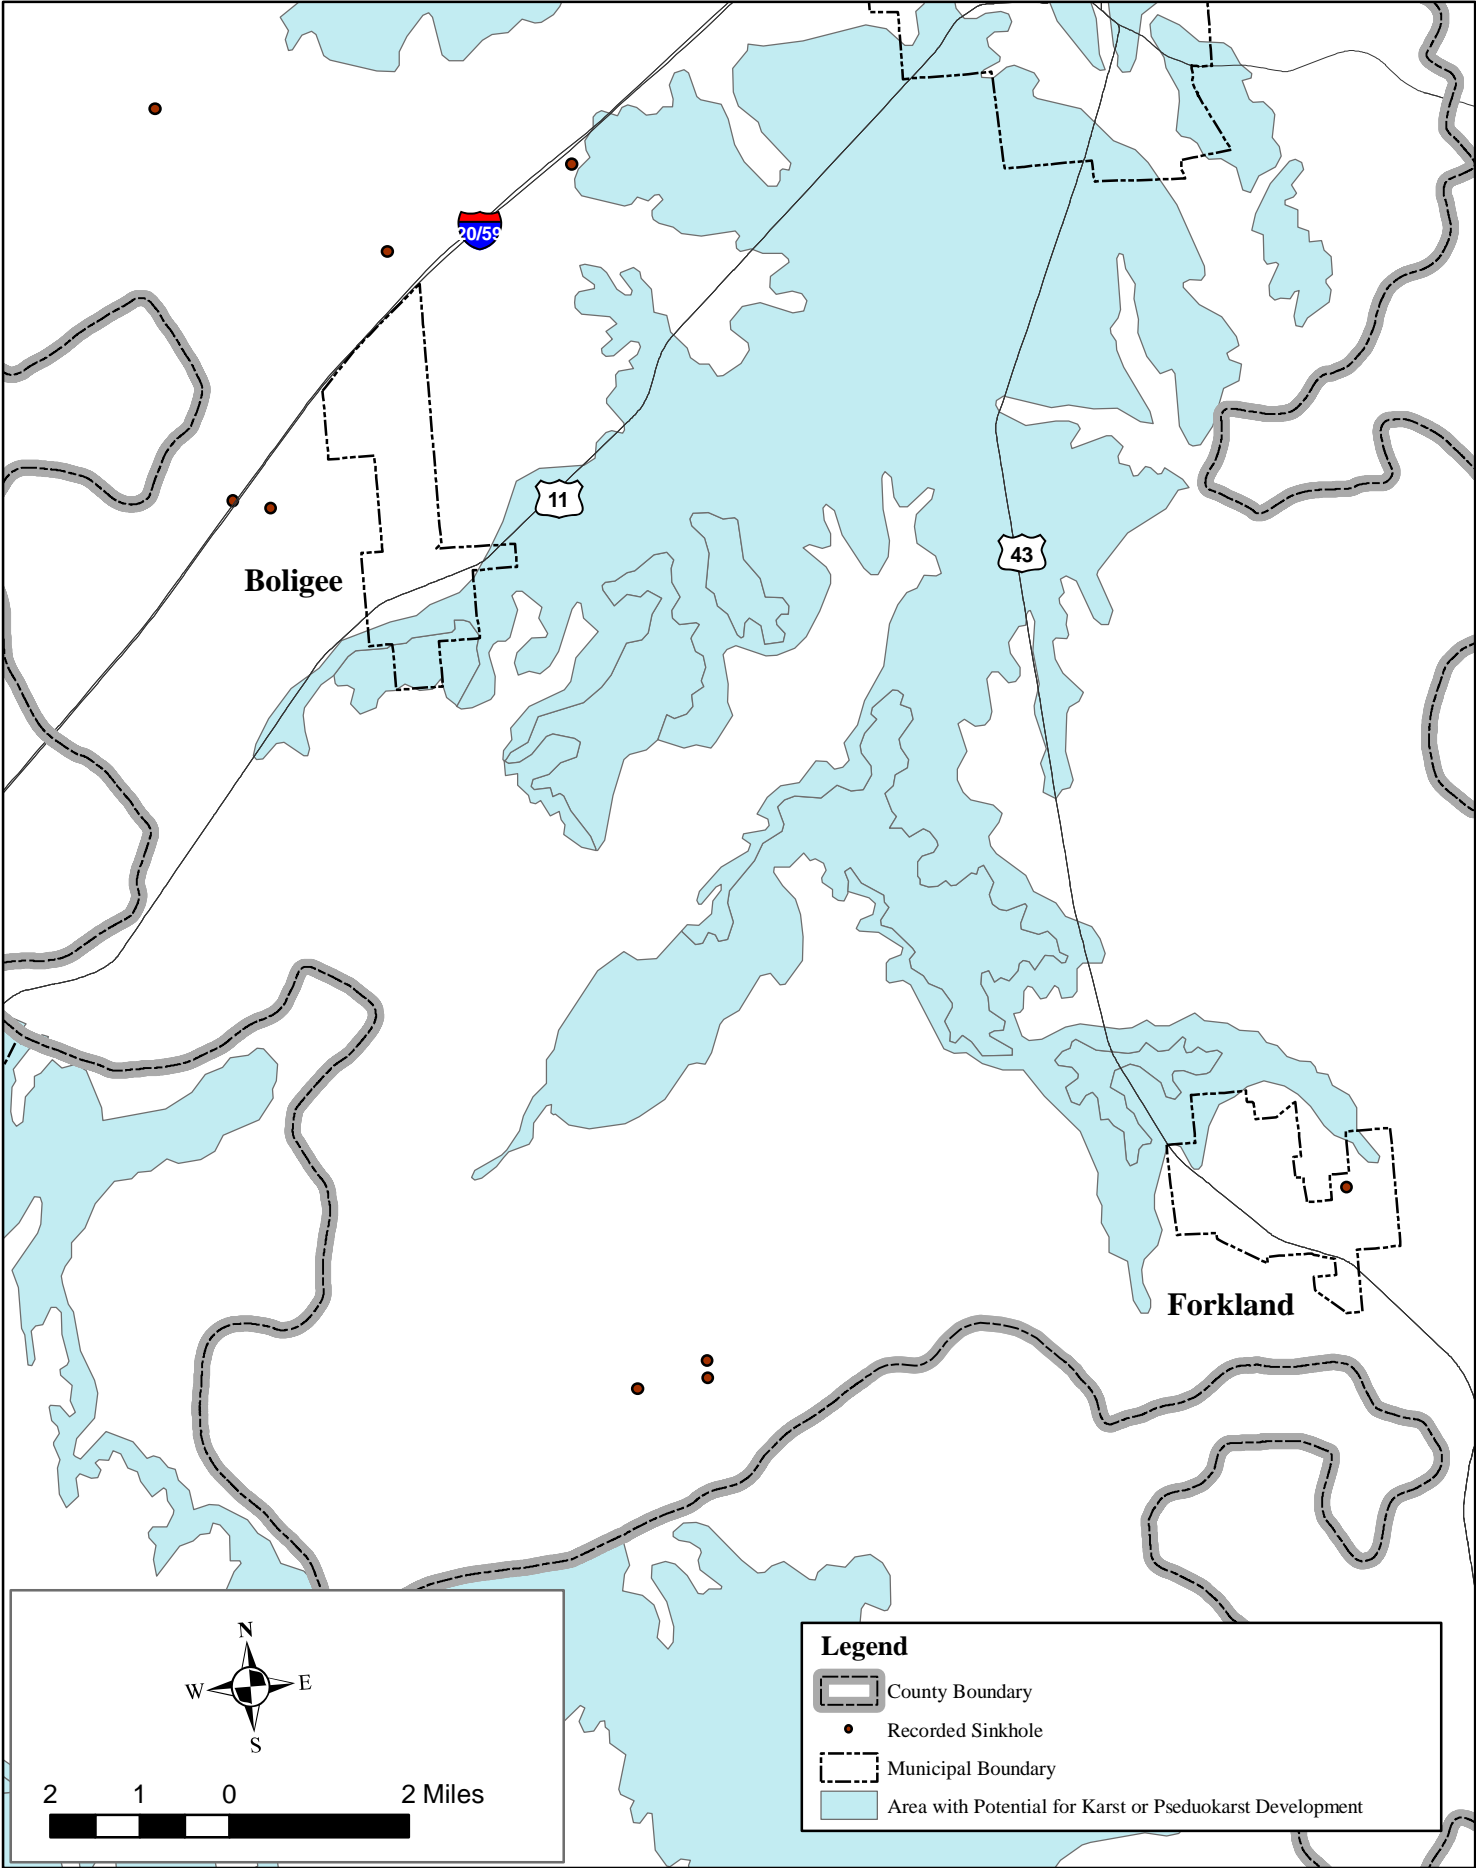 20/59
11
43
Boligee
Forkland
N
W E
S
2 1 0 2 Miles
Legend
County Boundary
Recorded Sinkhole
Municipal Boundary
Area with Potential for Karst or Pseduokarst Development